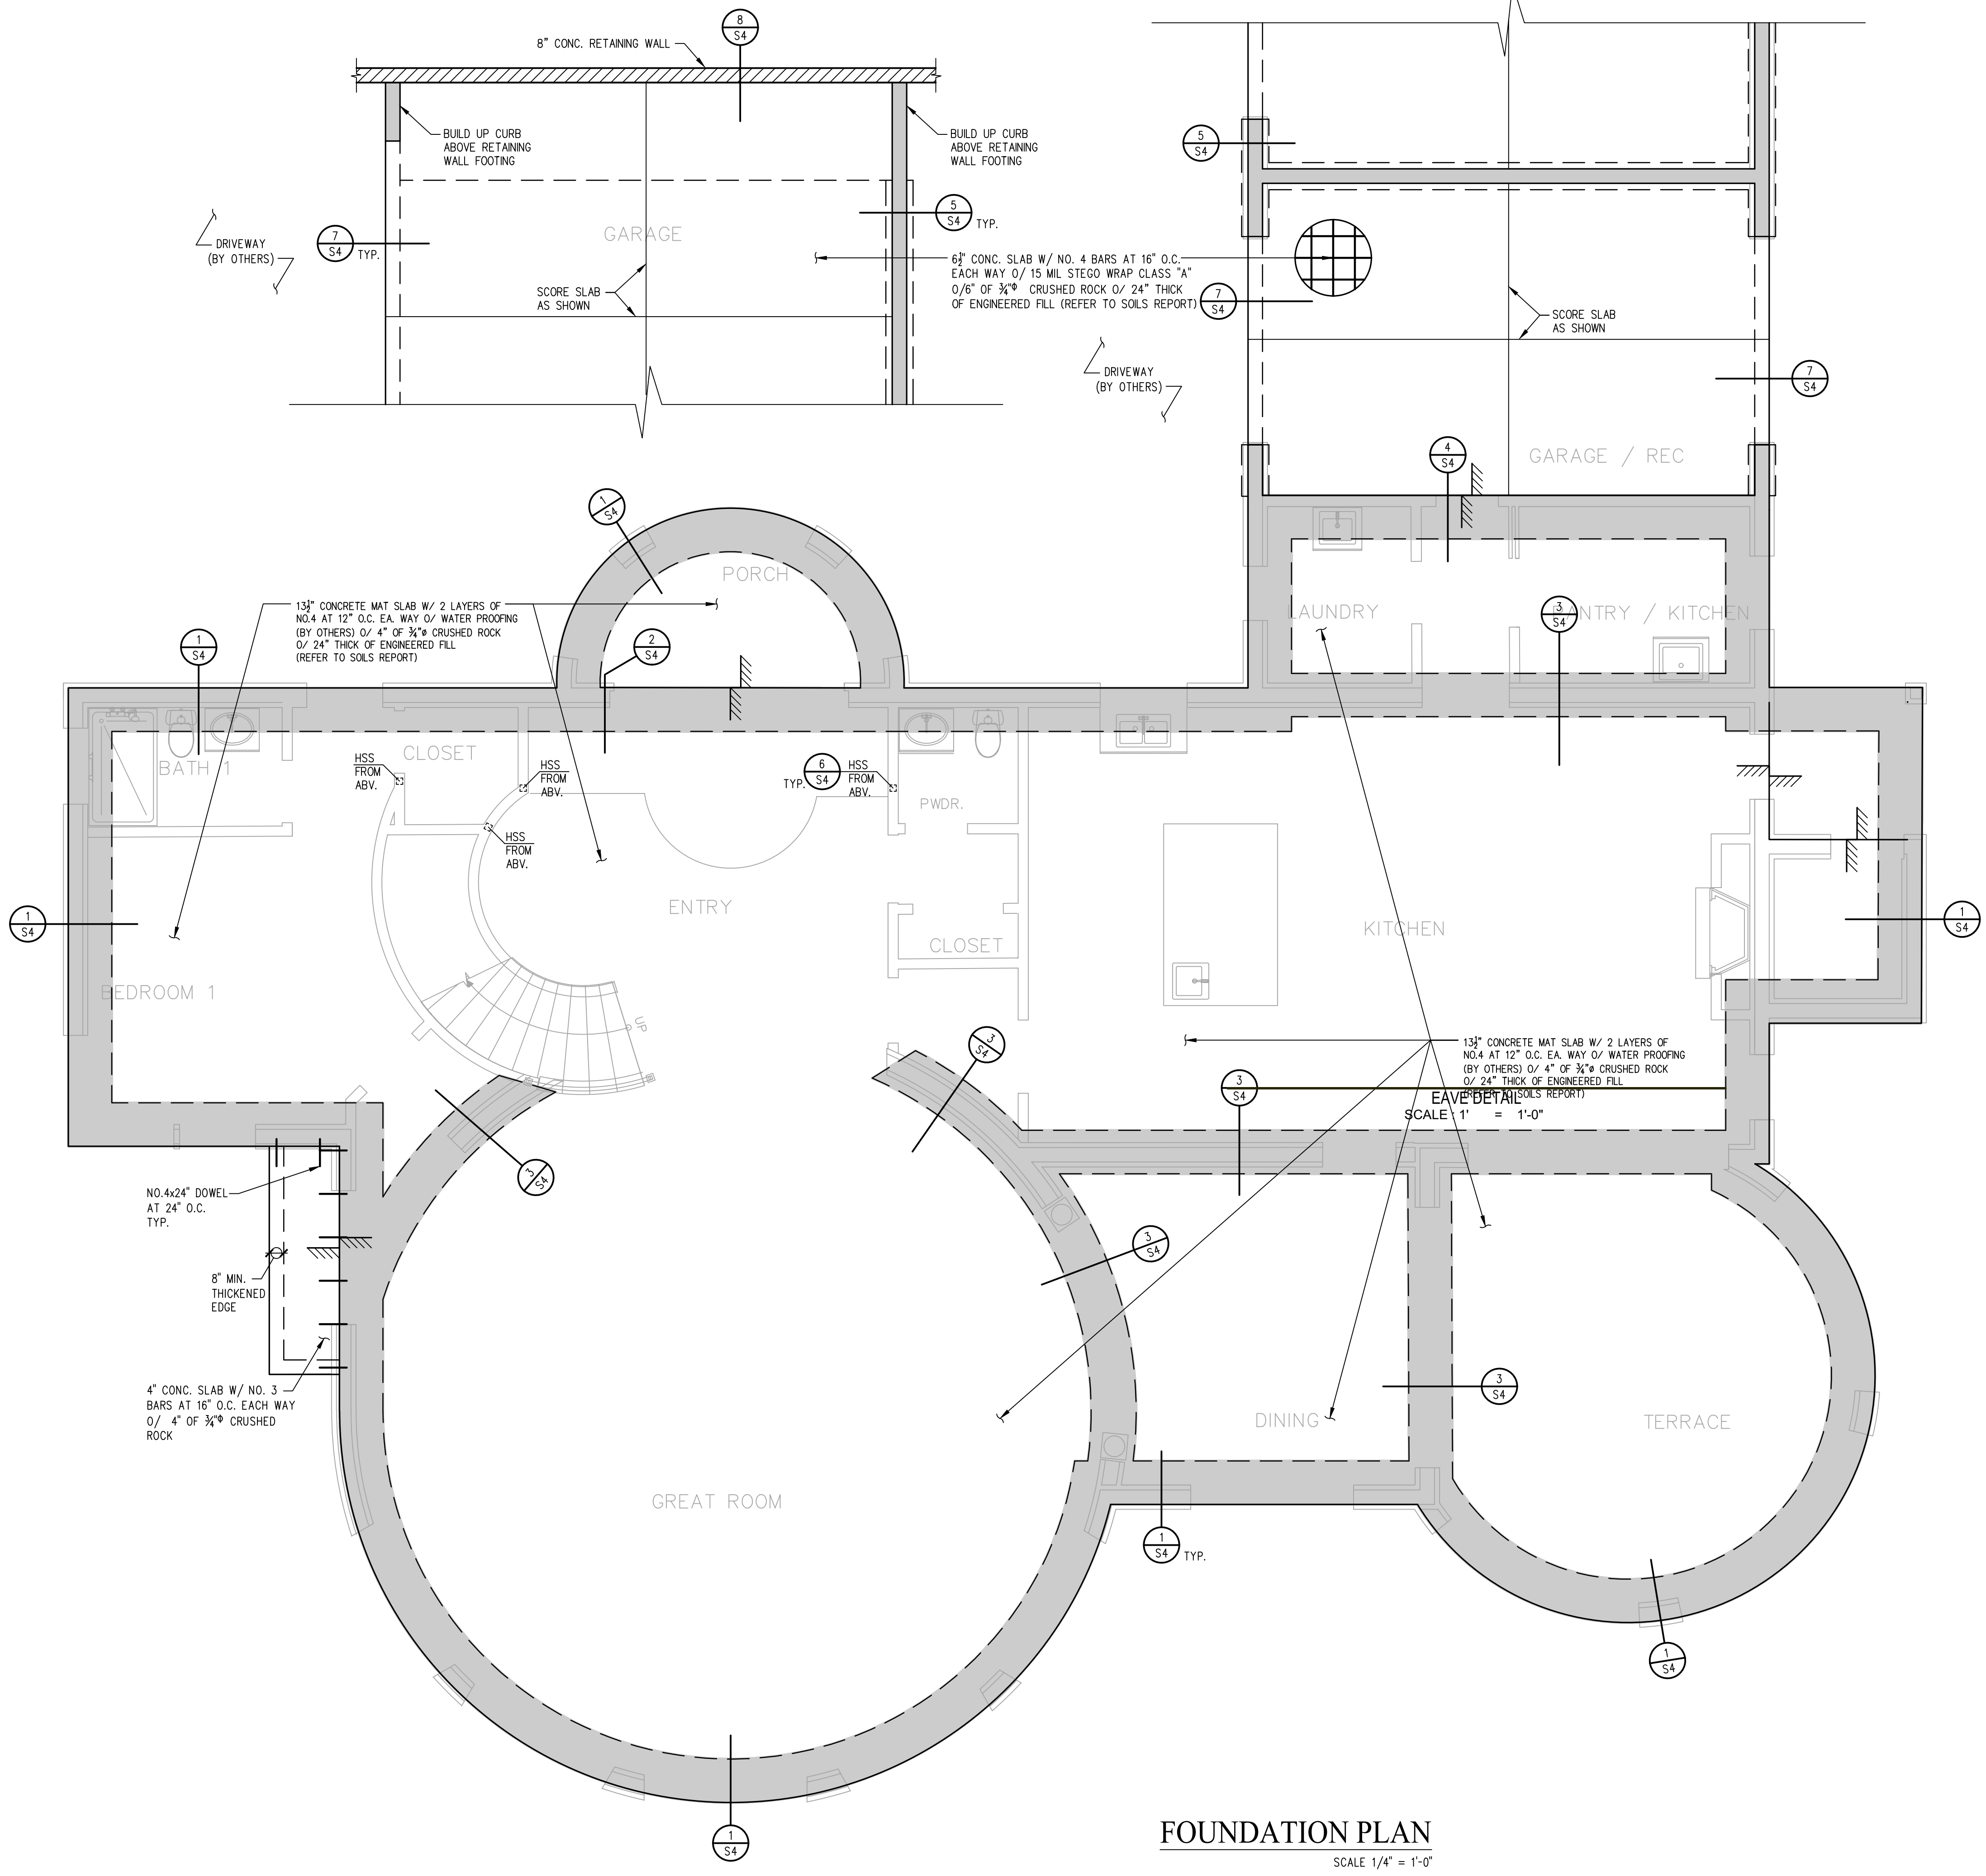 8
S4
8" CONC. RETAINING WALL
BUILD UP CURB
ABOVE RETAINING
WALL FOOTING
BUILD UP CURB
ABOVE RETAINING
WALL FOOTING
5
S4
5
S4 TYP.
7
S4 TYP.
GARAGE
DRIVEWAY
(BY OTHERS)
6½" CONC. SLAB W/ NO. 4 BARS AT 16" O.C.
EACH WAY O/ 15 MIL STEGO WRAP CLASS "A"
O/6" OF ¾"Φ CRUSHED ROCK O/ 24" THICK
OF ENGINEERED FILL (REFER TO SOILS REPORT)
7
S4
SCORE SLAB
AS SHOWN
SCORE SLAB
AS SHOWN
DRIVEWAY
(BY OTHERS)
7
S4
4
S4
GARAGE / REC
1
S4
PORCH
13½" CONCRETE MAT SLAB W/ 2 LAYERS OF
NO.4 AT 12" O.C. EA. WAY O/ WATER PROOFING
(BY OTHERS) O/ 4" OF ¾"ø CRUSHED ROCK
O/ 24" THICK OF ENGINEERED FILL
(REFER TO SOILS REPORT)
1
S4
2
S4
LAUNDRY
3
S4
PANTRY / KITCHEN
BATH 1
CLOSET
HSS
FROM
ABV.
HSS
FROM
ABV.
HSS
FROM
ABV.
TYP.
6
S4
HSS
FROM
ABV.
PWDR.
ENTRY
CLOSET
KITCHEN
1
S4
1
S4
BEDROOM 1
UP
3
S4
13½" CONCRETE MAT SLAB W/ 2 LAYERS OF
NO.4 AT 12" O.C. EA. WAY O/ WATER PROOFING
(BY OTHERS) O/ 4" OF ¾"ø CRUSHED ROCK
O/ 24" THICK OF ENGINEERED FILL
(REFER TO SOILS REPORT)
EAVE DETAIL
SCALE : 1' = 1'-0"
3
S4
3
S4
NO.4x24" DOWEL
AT 24" O.C.
TYP.
3
S4
8" MIN.
THICKENED
EDGE
4" CONC. SLAB W/ NO. 3
BARS AT 16" O.C. EACH WAY
O/ 4" OF ¾"Φ CRUSHED
ROCK
3
S4
DINING
TERRACE
GREAT ROOM
1
S4 TYP.
1
S4
1
S4
FOUNDATION PLAN
SCALE 1/4" = 1'-0"